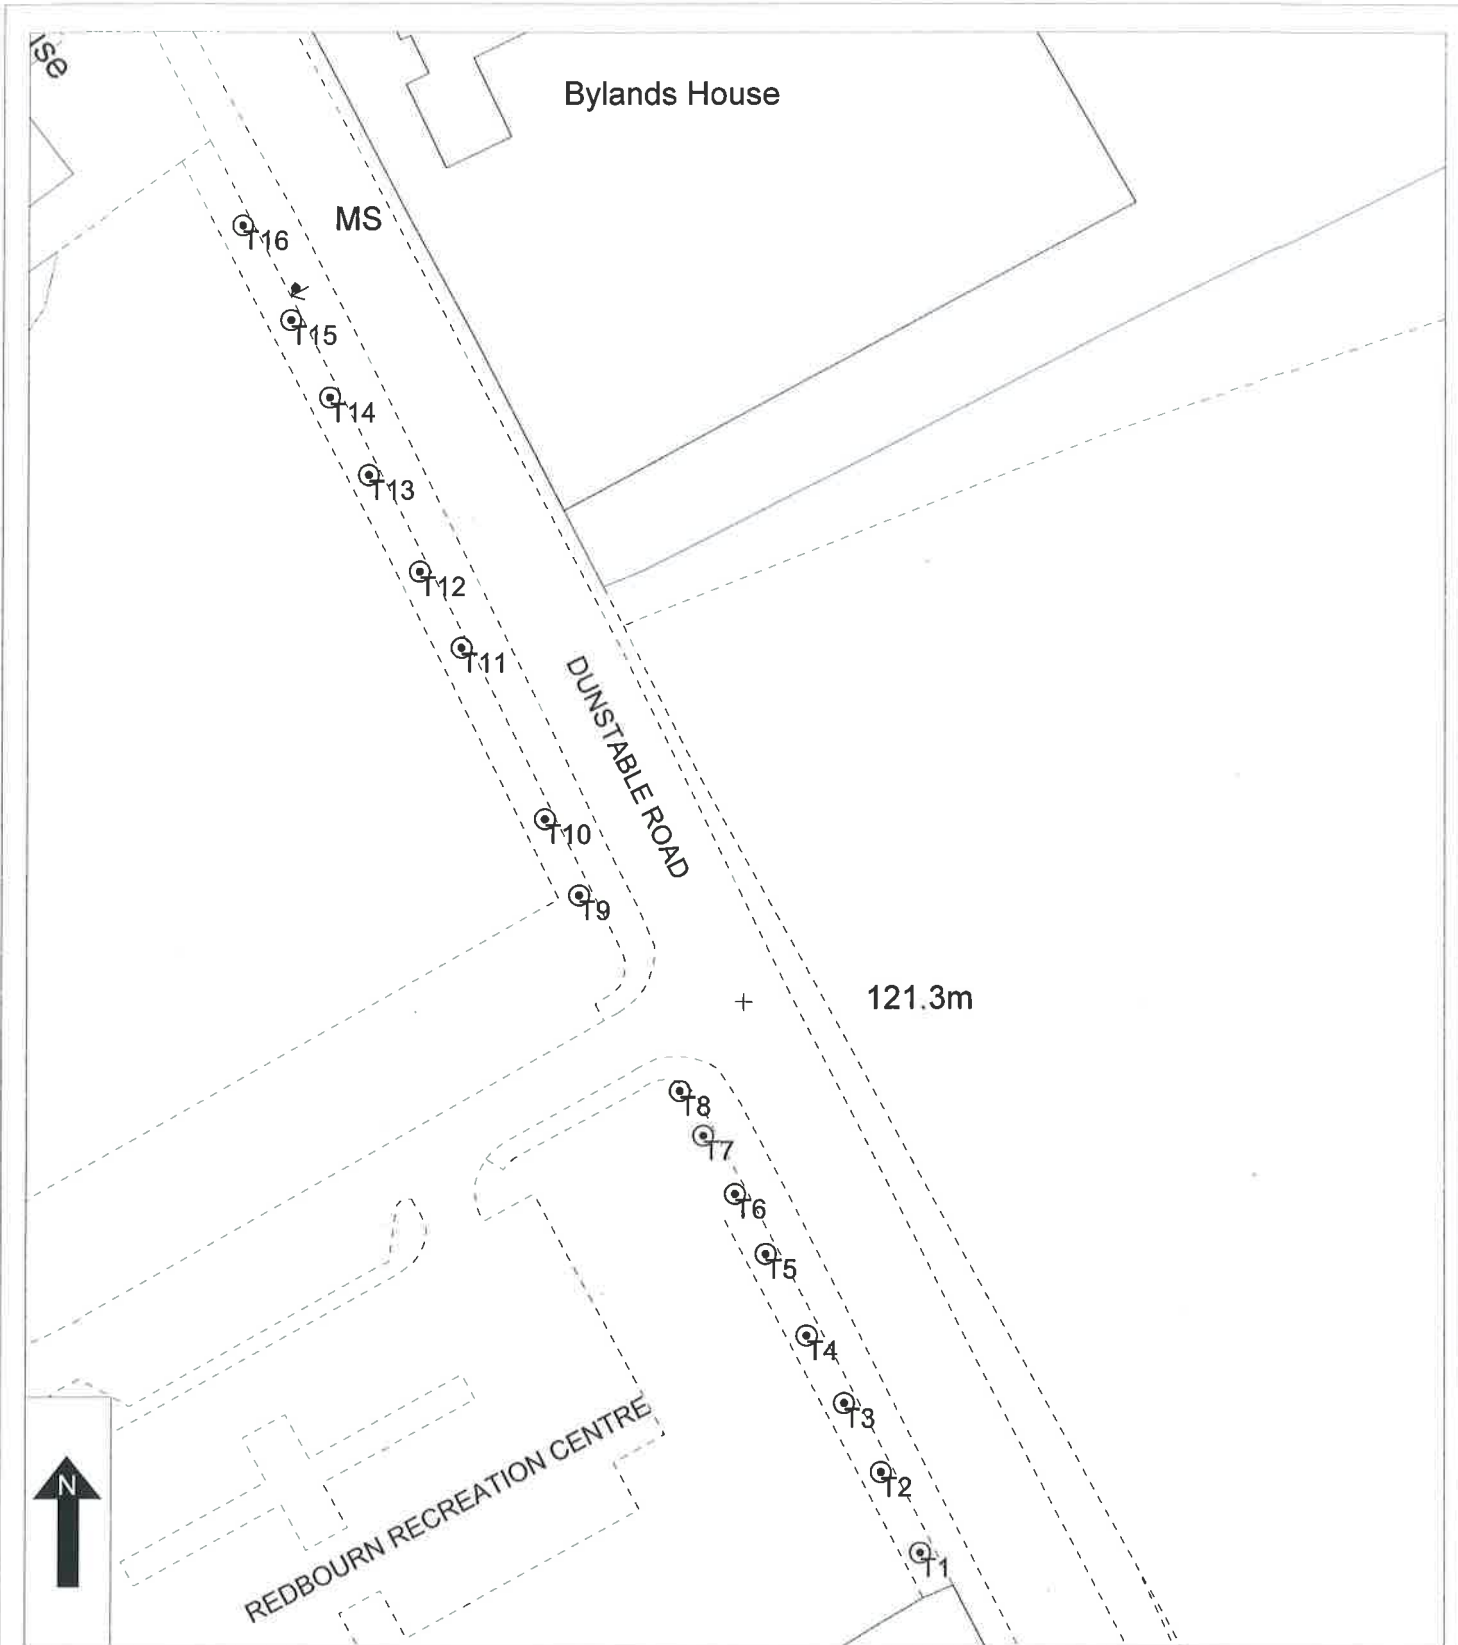 use
Bylands House
MS
T16
T15
T14
T13
T12
T11
DUNSTABLE ROAD
T10
T9
121.3m
T8
T7
T6
T5
T4
T3
REDBOURN RECREATION CENTRE
T2
N
T1